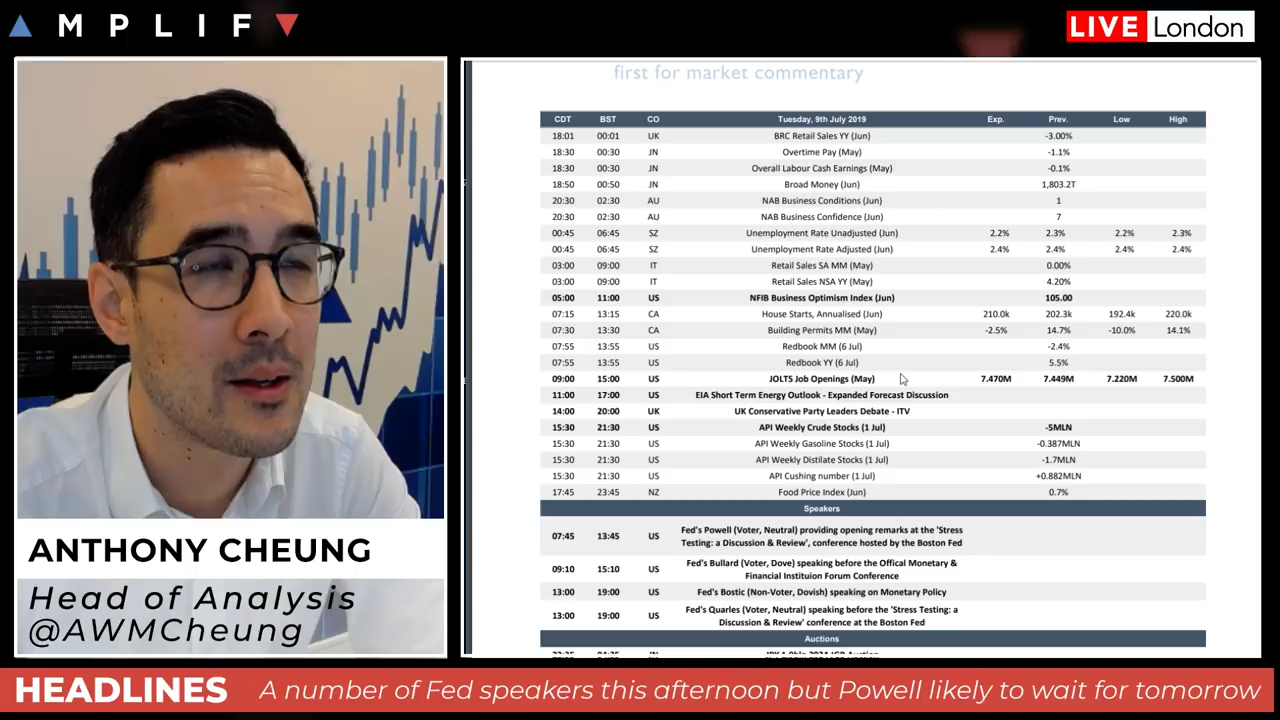 AMPLIFY
LIVE London
first for market commentary
CDT BST CO Tuesday, 9th July 2019 Exp. Prev. Low High
18:01 00:01 UK BRC Retail Sales YY (Jun) -3.00%
18:30 00:30 JN Overtime Pay (May) -1.1%
18:30 00:30 JN Overall Labour Cash Earnings (May) -0.1%
18:50 00:50 JN Broad Money (Jun) 1,803.2T
20:30 02:30 AU NAB Business Conditions (Jun) 1
20:30 02:30 AU NAB Business Confidence (Jun) 7
00:45 06:45 SZ Unemployment Rate Unadjusted (Jun) 2.2% 2.3% 2.2% 2.3%
00:45 06:45 SZ Unemployment Rate Adjusted (Jun) 2.4% 2.4% 2.4% 2.4%
03:00 09:00 IT Retail Sales SA MM (May) 0.00%
03:00 09:00 IT Retail Sales NSA YY (May) 4.20%
05:00 11:00 US NFIB Business Optimism Index (Jun) 105.00
07:15 13:15 CA House Starts, Annualised (Jun) 210.0k 202.3k 192.4k 220.0k
07:30 13:30 CA Building Permits MM (May) -2.5% 14.7% -10.0% 14.1%
07:55 13:55 US Redbook MM (6 Jul) -2.4%
07:55 13:55 US Redbook YY (6 Jul) 5.5%
09:00 15:00 US JOLTS Job Openings (May) 7.470M 7.449M 7.220M 7.500M
11:00 17:00 US EIA Short Term Energy Outlook - Expanded Forecast Discussion
14:00 20:00 UK UK Conservative Party Leaders Debate - ITV
15:30 21:30 US API Weekly Crude Stocks (1 Jul) -5MLN
15:30 21:30 US API Weekly Gasoline Stocks (1 Jul) -0.387MLN
15:30 21:30 US API Weekly Distilate Stocks (1 Jul) -1.7MLN
15:30 21:30 US API Cushing number (1 Jul) +0.882MLN
17:45 23:45 NZ Food Price Index (Jun) 0.7%
Speakers
07:45 13:45 US Fed's Powell (Voter, Neutral) providing opening remarks at the 'Stress
Testing: a Discussion & Review', conference hosted by the Boston Fed
09:10 15:10 US Fed's Bullard (Voter, Dove) speaking before the Offical Monetary &
Financial Instituion Forum Conference
13:00 19:00 US Fed's Bostic (Non-Voter, Dovish) speaking on Monetary Policy
13:00 19:00 US Fed's Quarles (Voter, Neutral) speaking before the 'Stress Testing: a
Discussion & Review' conference at the Boston Fed
Auctions
ANTHONY CHEUNG
Head of Analysis
@AWMCheung
HEADLINES A number of Fed speakers this afternoon but Powell likely to wait for tomorrow